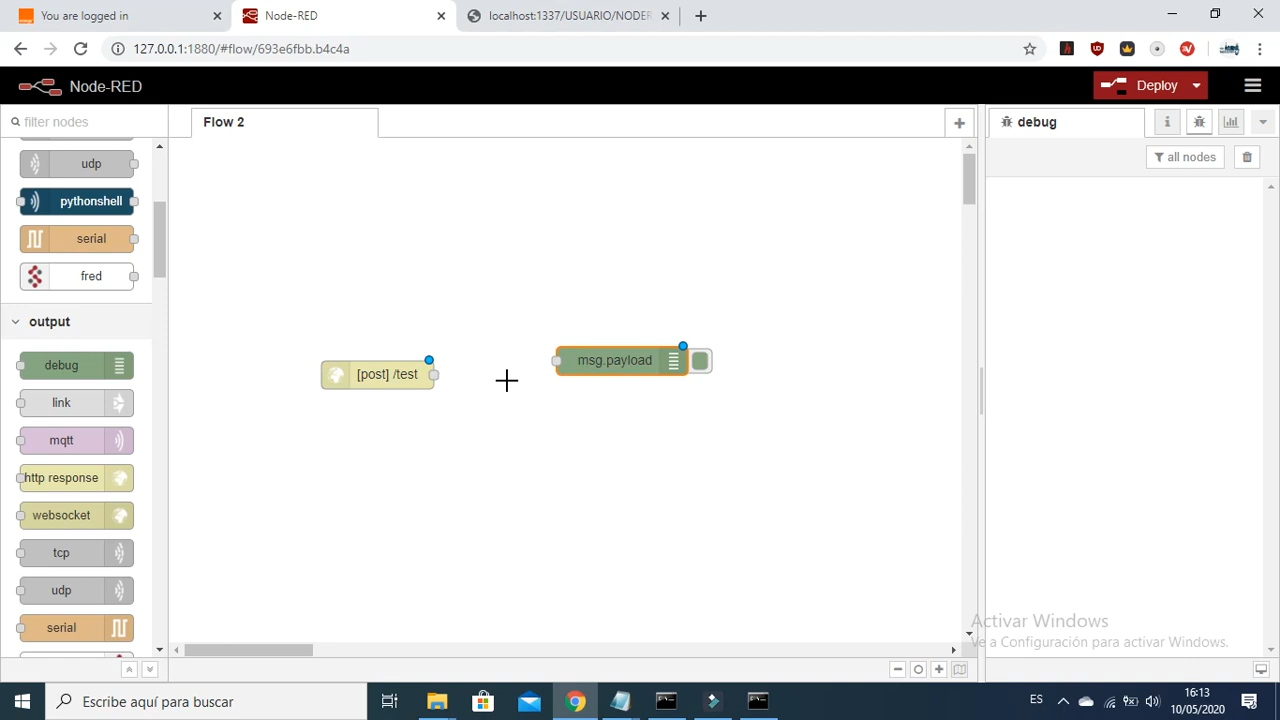 You are logged in
Node-RED
localhost:1337/USUARIO/NODER
127.0.0.1:1880/#flow/693e6fbb.b4c4a
Node-RED
Deploy
filter nodes
Flow 2
debug
all nodes
udp
pythonshell
serial
fred
output
debug
link
mqtt
http response
websocket
tcp
udp
serial
[post] /test
msg.payload
Activar Windows
Ve a Configuración para activar Windows.
Escribe aquí para buscar
ES
16:13
10/05/2020